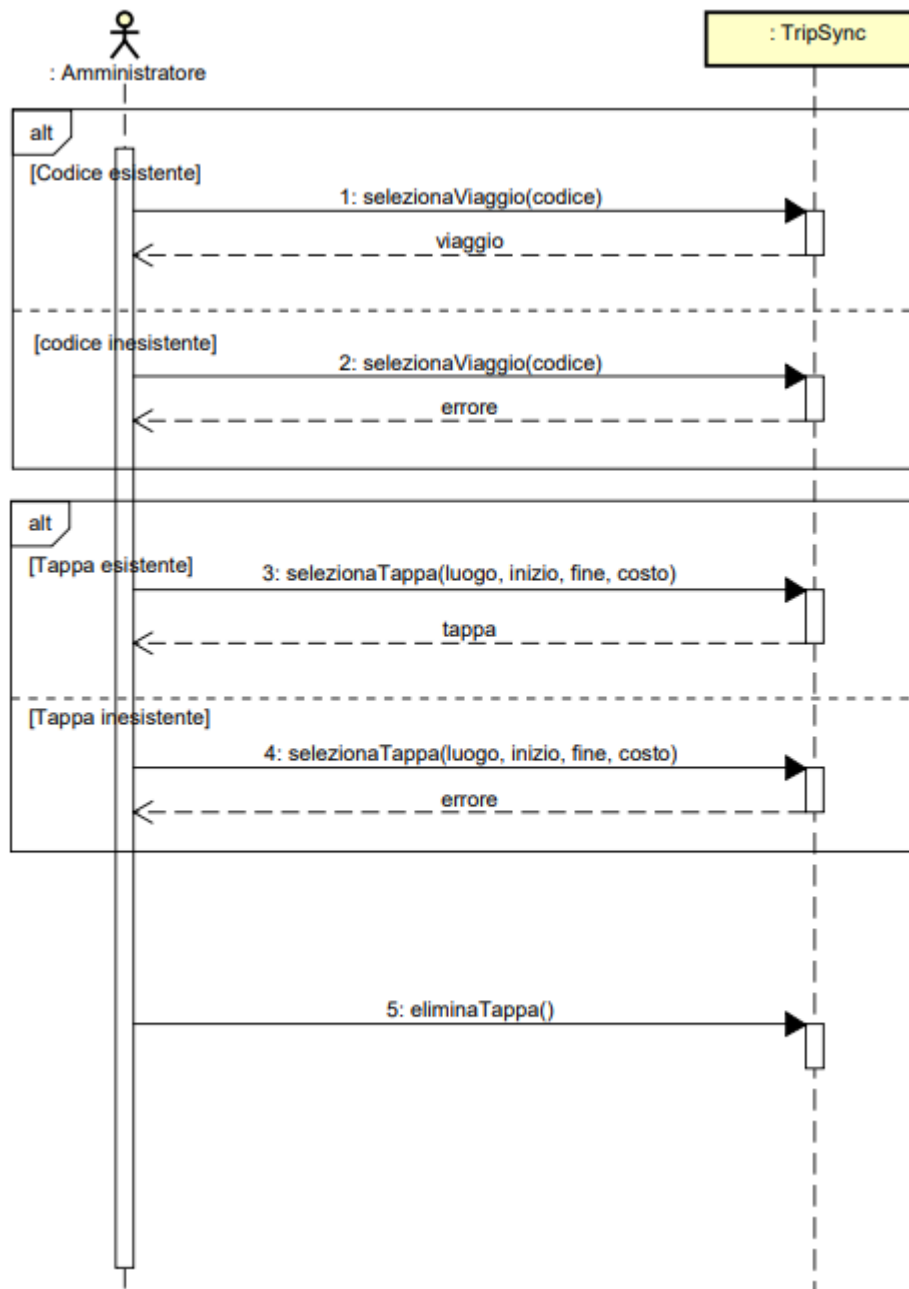 : Amministratore
: TripSync
alt
[Codice esistente]
1: selezionaViaggio(codice)
viaggio
[codice inesistente]
2: selezionaViaggio(codice)
errore
alt
[Tappa esistente]
3: selezionaTappa(luogo, inizio, fine, costo)
tappa
[Tappa inesistente]
4: selezionaTappa(luogo, inizio, fine, costo)
errore
5: eliminaTappa()